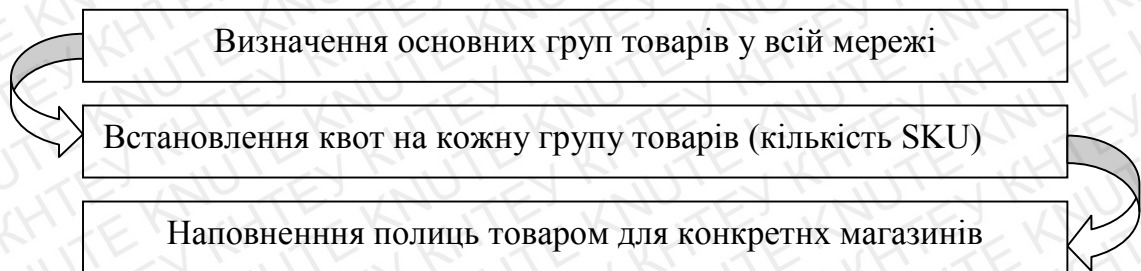 Визначення основних груп товарів у всій мережі
Встановлення квот на кожну групу товарів (кількість SKU)
Наповненння полиць товаром для конкретнх магазинів